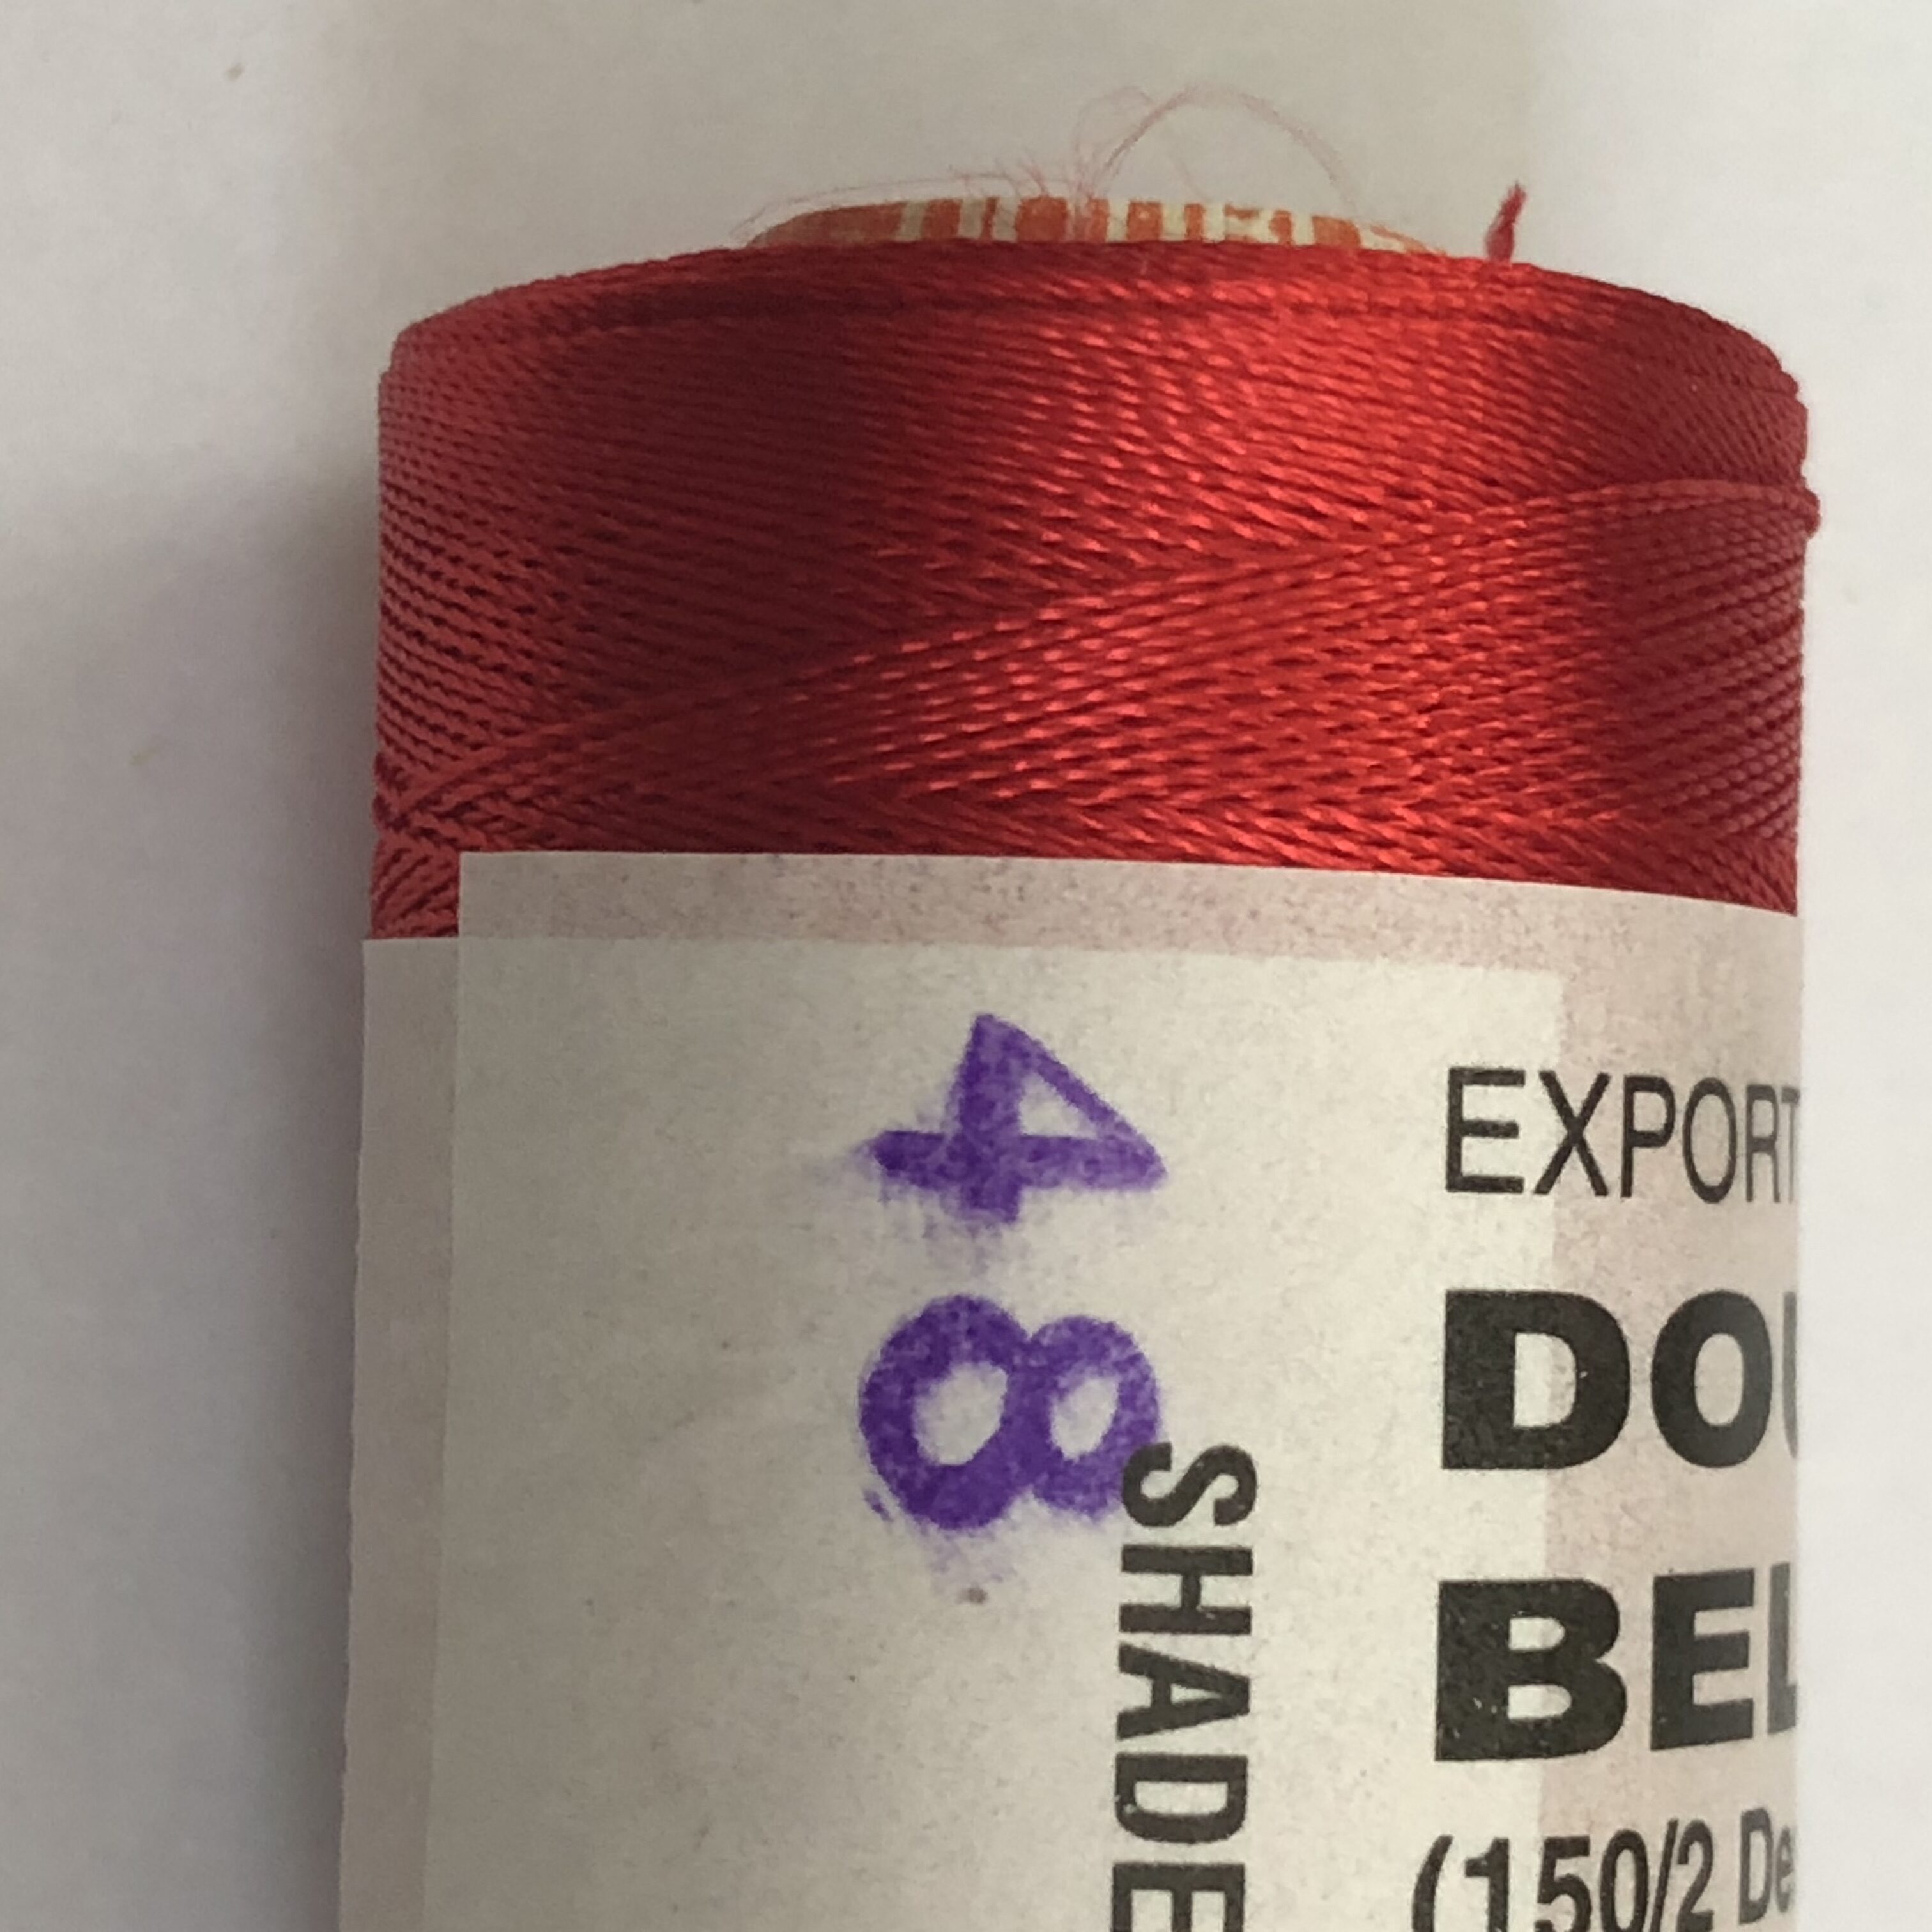 48
SHADE
EXPORT
DOU
BEL
(150/2 De